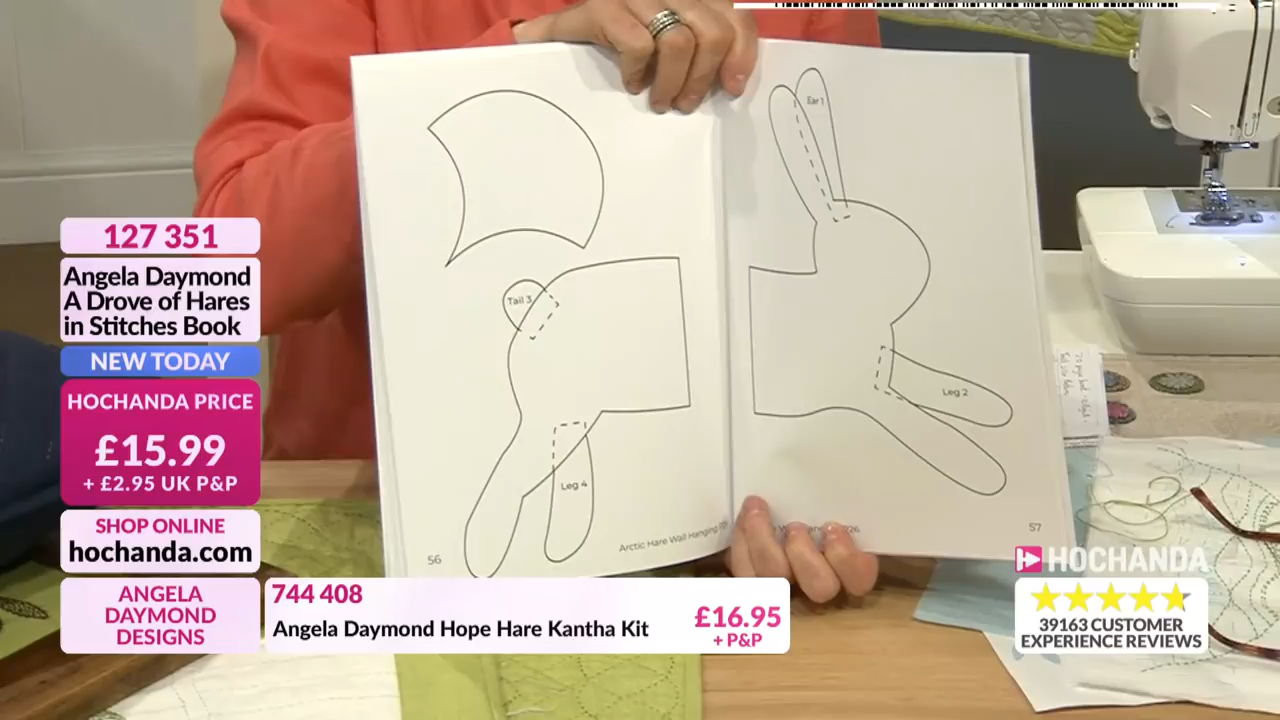 127 351
Angela Daymond
A Drove of Hares
in Stitches Book
NEW TODAY
HOCHANDA PRICE
£15.99
+ £2.95 UK P&P
SHOP ONLINE
hochanda.com
ANGELA
DAYMOND
DESIGNS
744 408
Angela Daymond Hope Hare Kantha Kit
£16.95
+ P&P
Tail 3
Leg 4
56
Arctic Hare Wall Hanging
Ear 1
Leg 2
57
HOCHANDA
39163 CUSTOMER
EXPERIENCE REVIEWS